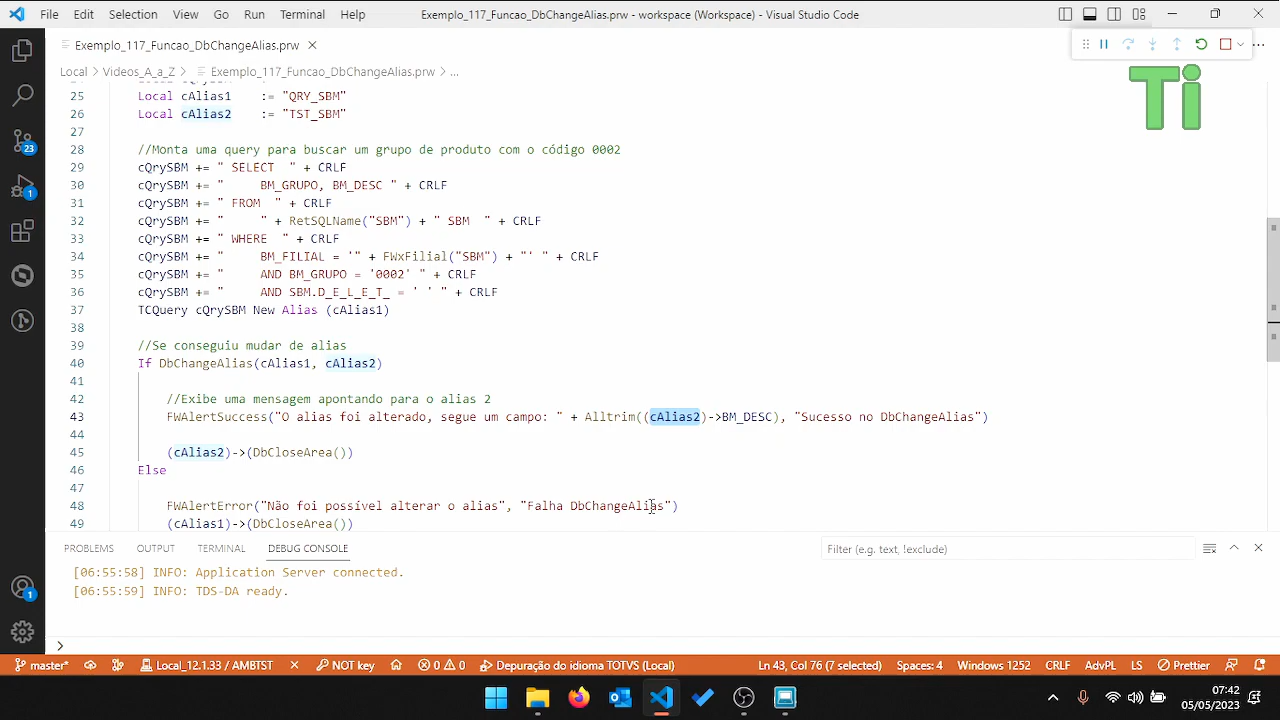 File Edit Selection View Go Run Terminal Help Exemplo_117_Funcao_DbChangeAlias.prw - workspace (Workspace) - Visual Studio Code
Exemplo_117_Funcao_DbChangeAlias.prw
Local > Videos_A_a_Z > Exemplo_117_Funcao_DbChangeAlias.prw > ...
Ti
25 Local cAlias1 := "QRY_SBM"
26 Local cAlias2 := "TST_SBM"
27
28 //Monta uma query para buscar um grupo de produto com o código 0002
29 cQrySBM += " SELECT " + CRLF
30 cQrySBM += " BM_GRUPO, BM_DESC " + CRLF
31 cQrySBM += " FROM " + CRLF
32 cQrySBM += " " + RetSQLName("SBM") + " SBM " + CRLF
33 cQrySBM += " WHERE " + CRLF
34 cQrySBM += " BM_FILIAL = '" + FWxFilial("SBM") + "' " + CRLF
35 cQrySBM += " AND BM_GRUPO = '0002' " + CRLF
36 cQrySBM += " AND SBM.D_E_L_E_T_ = ' ' " + CRLF
37 TCQuery cQrySBM New Alias (cAlias1)
38
39 //Se conseguiu mudar de alias
40 If DbChangeAlias(cAlias1, cAlias2)
41
42 //Exibe uma mensagem apontando para o alias 2
43 FWAlertSuccess("O alias foi alterado, segue um campo: " + Alltrim((cAlias2)->BM_DESC), "Sucesso no DbChangeAlias")
44
45 (cAlias2)->(DbCloseArea())
46 Else
47
48 FWAlertError("Não foi possível alterar o alias", "Falha DbChangeAlias")
49 (cAlias1)->(DbCloseArea())
PROBLEMS OUTPUT TERMINAL DEBUG CONSOLE Filter (e.g. text, !exclude)
[06:55:58] INFO: Application Server connected.
[06:55:59] INFO: TDS-DA ready.
>
23
1
1
master* Local_12.1.33 / AMBTST NOT key 0 0 Depuração do idioma TOTVS (Local) Ln 43, Col 76 (7 selected) Spaces: 4 Windows 1252 CRLF AdvPL LS Prettier
07:42
05/05/2023